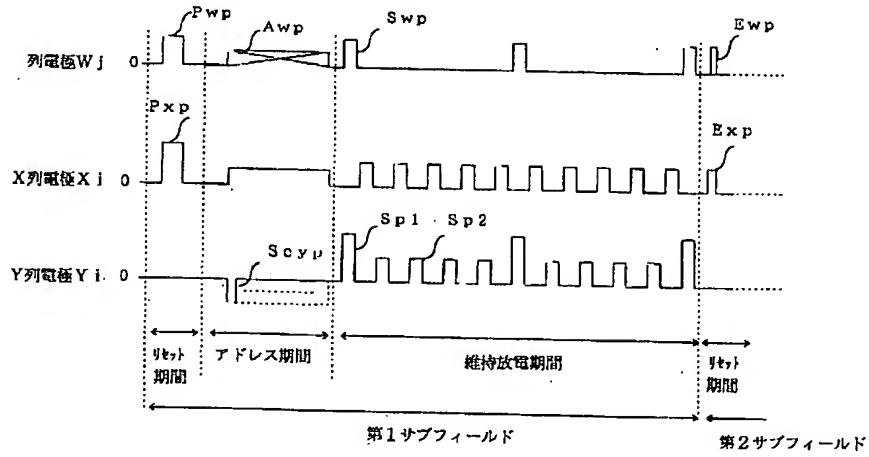 Pwp
Awp
Swp
Ewp
列電極Wj 0
Pxp
Exp
X列電極Xi 0
Sp1・Sp2
Scyp
Y列電極Yi 0
リセット期間
アドレス期間
維持放電期間
リセット期間
第1サブフィールド
第2サブフィールド